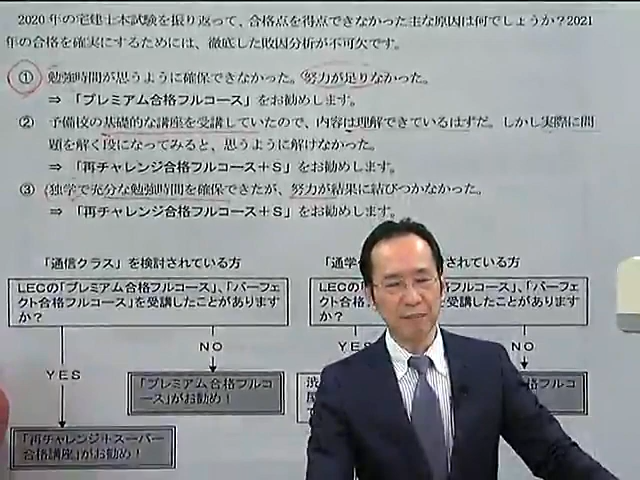 2020年の宅建士本試験を振り返って、合格点を得点できなかった主な原因は何でしょうか?2021
年の合格を確実にするためには、徹底した敗因分析が不可欠です。
① 勉強時間が思うように確保できなかった。努力が足りなかった。
⇒ 「プレミアム合格フルコース」をお勧めします。
② 予備校の基礎的な講座を受講していたので、内容は理解できているはずだ。しかし実際に問
題を解く段になってみると、思うように解けなかった。
⇒ 「再チャレンジ合格フルコース+S」をお勧めします。
③ 独学で充分な勉強時間を確保できたが、努力が結果に結びつかなかった。
⇒ 「再チャレンジ合格フルコース+S」をお勧めします。
「通信クラス」を検討されている方
LECの「プレミアム合格フルコース」、「パーフェ
クト合格フルコース」を受講したことがあります
か?
NO
YES
「プレミアム合格フルコ
ース」がお勧め!
「再チャレンジ+スーパー
合格講座」がお勧め!
「通学 されている方
LECの 合格フルコース」、「パーフェ
クト合格 を受講したことがあります
か?
YES
NO
渋
合格フルコ